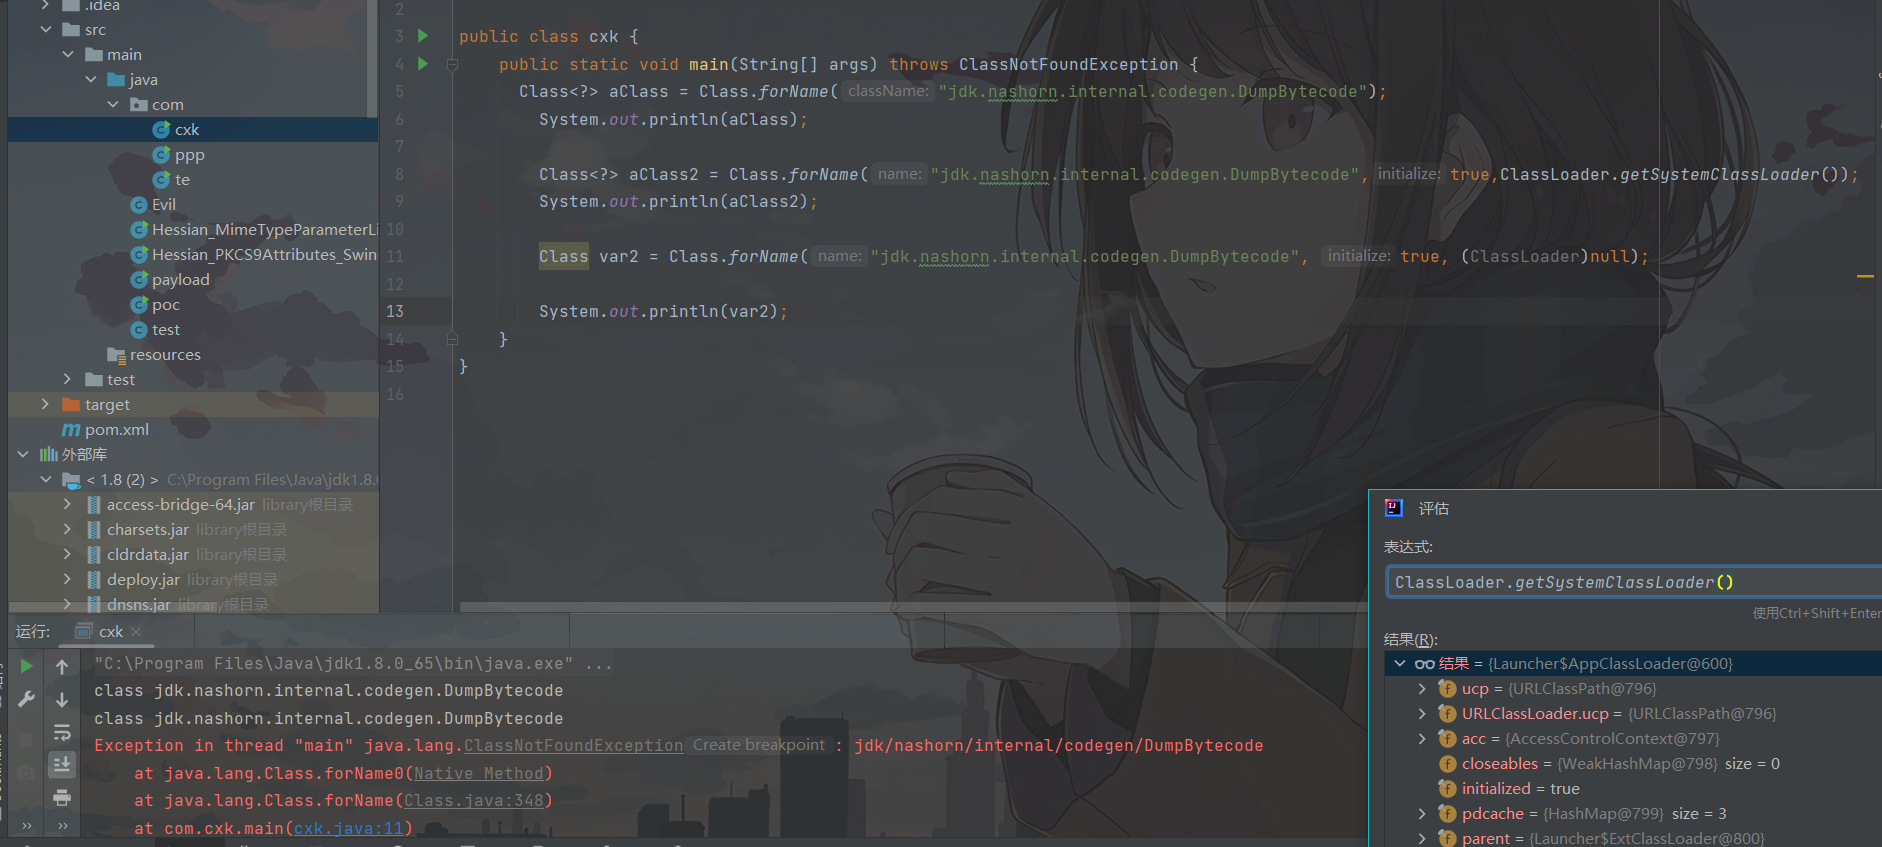 .idea
src
main
java
com
cxk
ppp
te
Evil
Hessian_MimeTypeParameterLi
Hessian_PKCS9Attributes_Swin
payload
poc
test
resources
test
target
pom.xml
外部库
< 1.8 (2) > C:\Program Files\Java\jdk1.8.
access-bridge-64.jar library根目录
charsets.jar library根目录
cldrdata.jar library根目录
deploy.jar library根目录
dnsns.jar library根目录
2
3 public class cxk {
4 public static void main(String[] args) throws ClassNotFoundException {
5 Class<?> aClass = Class.forName( className: "jdk.nashorn.internal.codegen.DumpBytecode");
6 System.out.println(aClass);
7
8 Class<?> aClass2 = Class.forName( name: "jdk.nashorn.internal.codegen.DumpBytecode", initialize: true,ClassLoader.getSystemClassLoader());
9 System.out.println(aClass2);
10
11 Class var2 = Class.forName( name: "jdk.nashorn.internal.codegen.DumpBytecode", initialize: true, (ClassLoader)null);
12
13 System.out.println(var2);
14 }
15 }
16
运行: cxk
"C:\Program Files\Java\jdk1.8.0_65\bin\java.exe" ...
class jdk.nashorn.internal.codegen.DumpBytecode
class jdk.nashorn.internal.codegen.DumpBytecode
Exception in thread "main" java.lang.ClassNotFoundException Create breakpoint : jdk/nashorn/internal/codegen/DumpBytecode
at java.lang.Class.forName0(Native Method)
at java.lang.Class.forName(Class.java:348)
at com.cxk.main(cxk.java:11)
评估
表达式:
ClassLoader.getSystemClassLoader()
使用Ctrl+Shift+Enter
结果(R):
结果 = {Launcher$AppClassLoader@600}
ucp = {URLClassPath@796}
URLClassLoader.ucp = {URLClassPath@796}
acc = {AccessControlContext@797}
closeables = {WeakHashMap@798} size = 0
initialized = true
pdcache = {HashMap@799} size = 3
parent = {Launcher$ExtClassLoader@800}